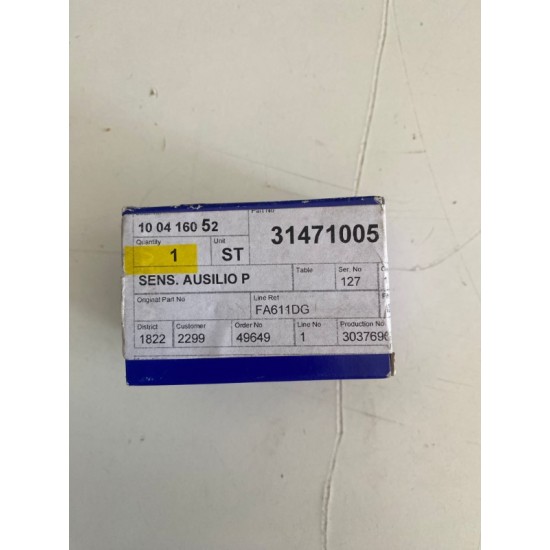 10 04 160 52
Part No
31471005
Quantity Unit
1 ST
SENS. AUSILIO P
Table Ser. No
127
Original Part No Line Ref
FA611DG
District Customer Order No Line No Production No
1822 2299 49649 1 3037696